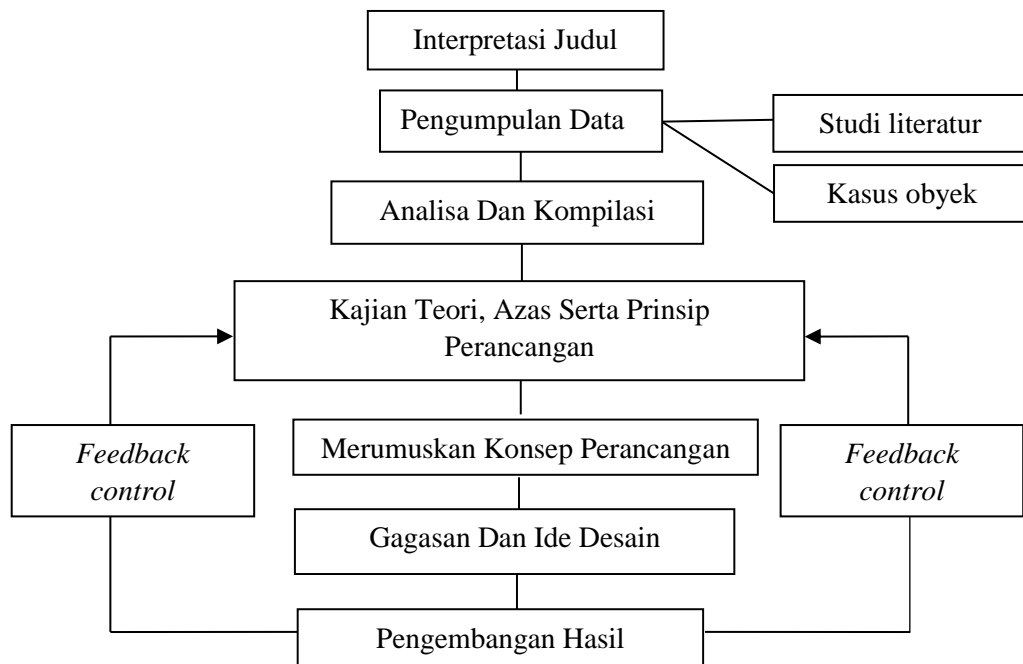 Interpretasi Judul
Pengumpulan Data
Studi literatur
Kasus obyek
Analisa Dan Kompilasi
Kajian Teori, Azas Serta Prinsip
Perancangan
Feedback
control
Merumuskan Konsep Perancangan
Feedback
control
Gagasan Dan Ide Desain
Pengembangan Hasil